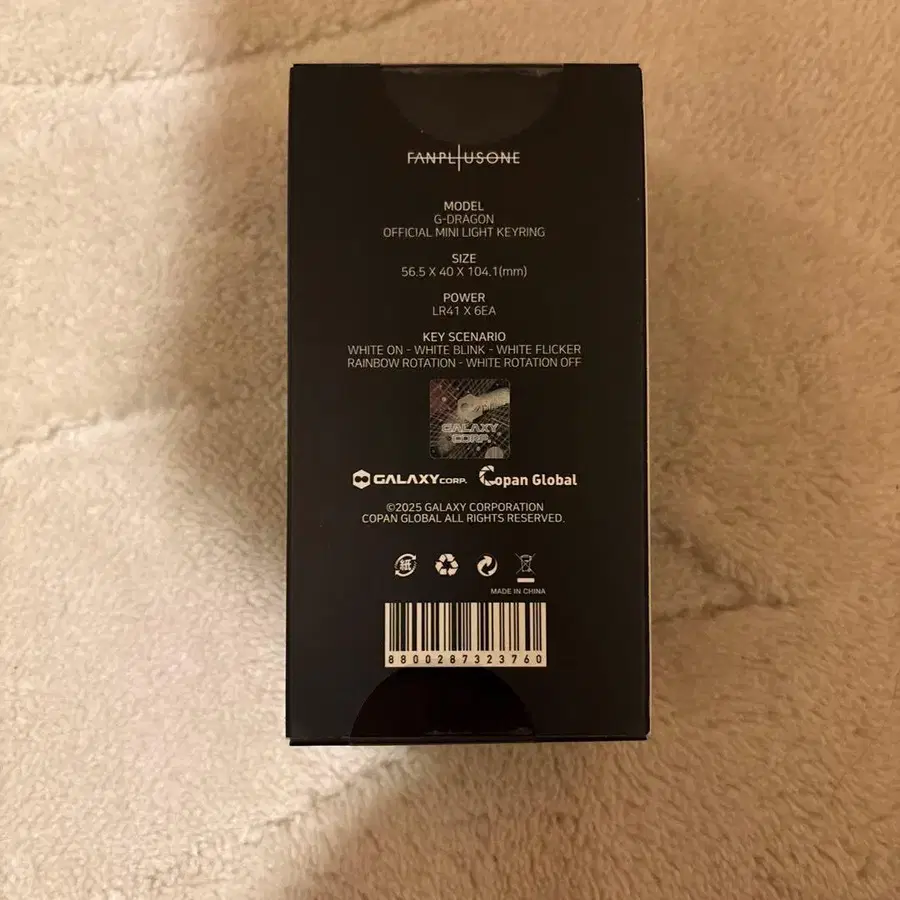 FANPLUSONE
MODEL
G-DRAGON
OFFICIAL MINI LIGHT KEYRING
SIZE
56.5 X 40 X 104.1(mm)
POWER
LR41 X 6EA
KEY SCENARIO
WHITE ON - WHITE BLINK - WHITE FLICKER
RAINBOW ROTATION - WHITE ROTATION OFF
GALAXY
CORP.
GALAXY CORP. Copan Global
©2025 GALAXY CORPORATION
COPAN GLOBAL ALL RIGHTS RESERVED.
紙
MADE IN CHINA
8800287323760